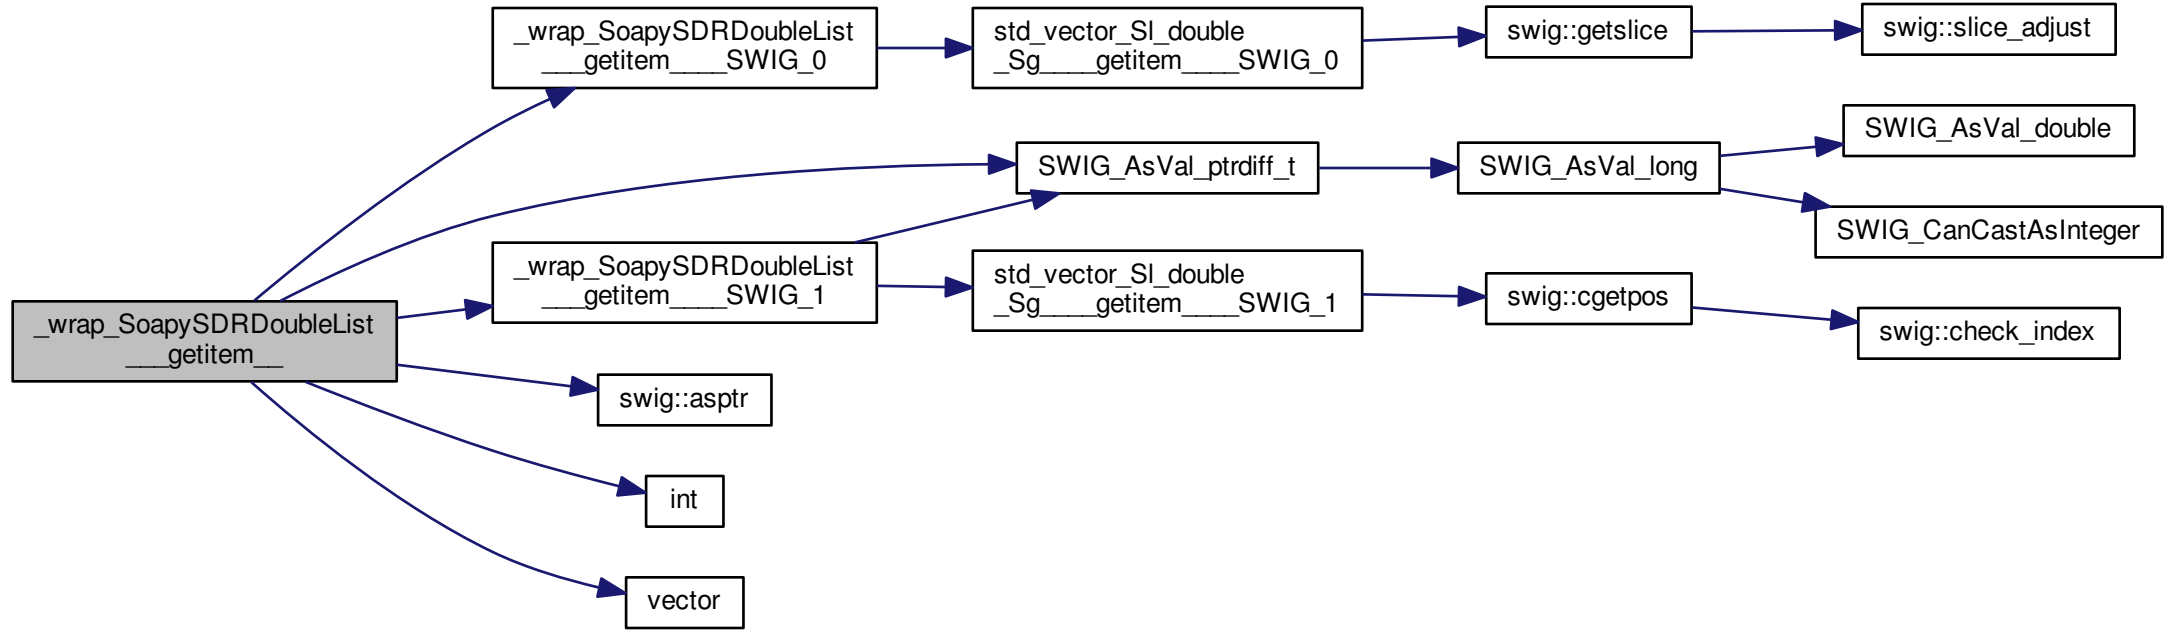 _wrap_SoapySDRDoubleList
___getitem____SWIG_0
std_vector_Sl_double
_Sg____getitem____SWIG_0
swig::getslice
swig::slice_adjust
SWIG_AsVal_ptrdiff_t
SWIG_AsVal_long
SWIG_AsVal_double
SWIG_CanCastAsInteger
_wrap_SoapySDRDoubleList
___getitem____SWIG_1
std_vector_Sl_double
_Sg____getitem____SWIG_1
swig::cgetpos
swig::check_index
_wrap_SoapySDRDoubleList
___getitem__
swig::asptr
int
vector